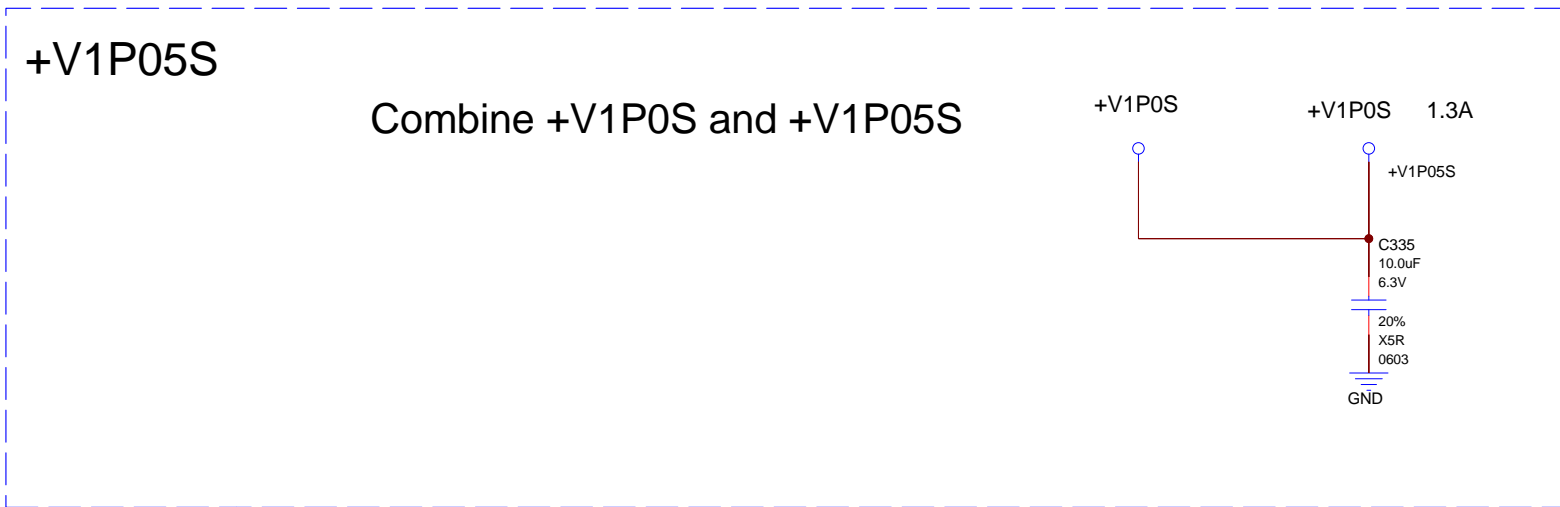 +V1P05S
Combine +V1P0S and +V1P05S
+V1P0S
+V1P0S 1.3A
+V1P05S
C335
10.0uF
6.3V
20%
X5R
0603
GND